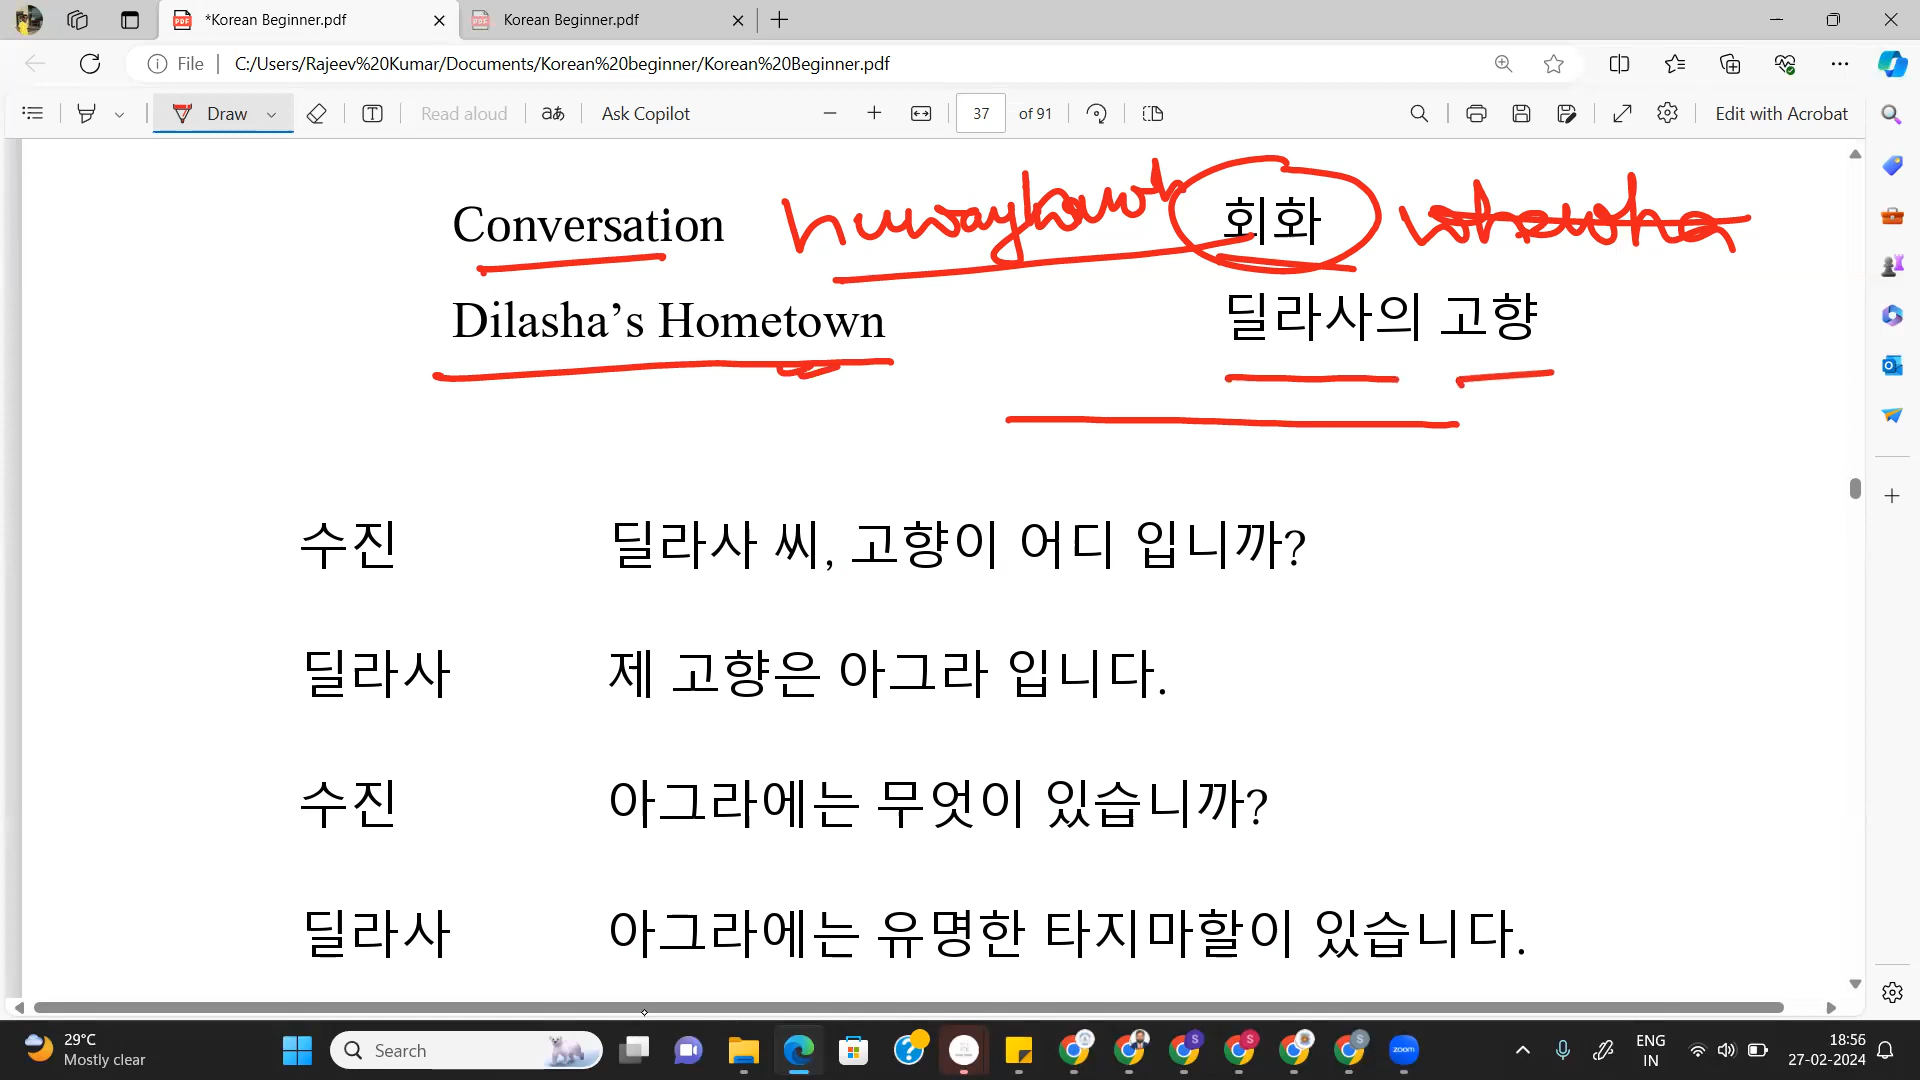 *Korean Beginner.pdf
Korean Beginner.pdf
File
C:/Users/Rajeev%20Kumar/Documents/Korean%20beginner/Korean%20Beginner.pdf
Draw
Read aloud
aあ
Ask Copilot
37 of 91
Edit with Acrobat
Conversation 회화
Dilasha’s Hometown 딜라사의 고향
수진 딜라사 씨, 고향이 어디 입니까?
딜라사 제 고향은 아그라 입니다.
수진 아그라에는 무엇이 있습니까?
딜라사 아그라에는 유명한 타지마할이 있습니다.
29°C
Mostly clear
Search
zoom
ENG
IN
18:56
27-02-2024